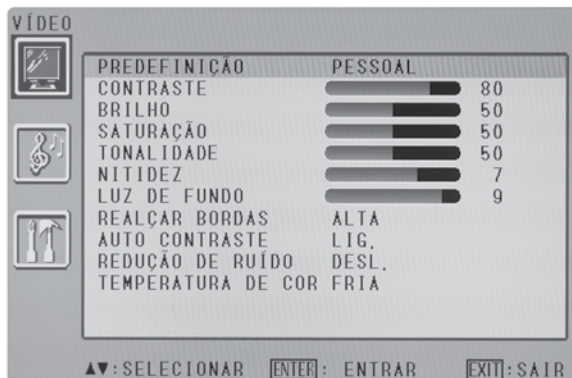 VÍDEO
PREDEFINIÇÃO PESSOAL
CONTRASTE 80
BRILHO 50
SATURAÇÃO 50
TONALIDADE 50
NITIDEZ 7
LUZ DE FUNDO 9
REALÇAR BORDAS ALTA
AUTO CONTRASTE LIG.
REDUÇÃO DE RUÍDO DESL.
TEMPERATURA DE COR FRIA
▲▼:SELECIONAR ENTER: ENTRAR EXIT:SAIR